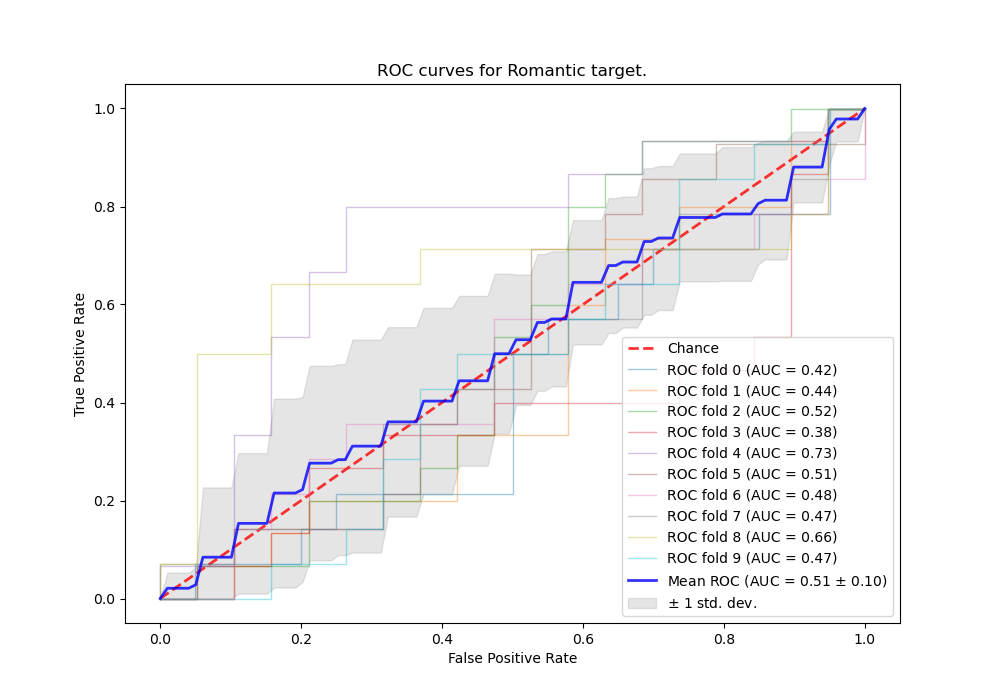 ROC curves for Romantic target.
True Positive Rate
1.0
0.8
0.6
0.4
0.2
0.0
Chance
ROC fold 0 (AUC = 0.42)
ROC fold 1 (AUC = 0.44)
ROC fold 2 (AUC = 0.52)
ROC fold 3 (AUC = 0.38)
ROC fold 4 (AUC = 0.73)
ROC fold 5 (AUC = 0.51)
ROC fold 6 (AUC = 0.48)
ROC fold 7 (AUC = 0.47)
ROC fold 8 (AUC = 0.66)
ROC fold 9 (AUC = 0.47)
Mean ROC (AUC = 0.51 ± 0.10)
± 1 std. dev.
0.0 0.2 0.4 0.6 0.8 1.0
False Positive Rate